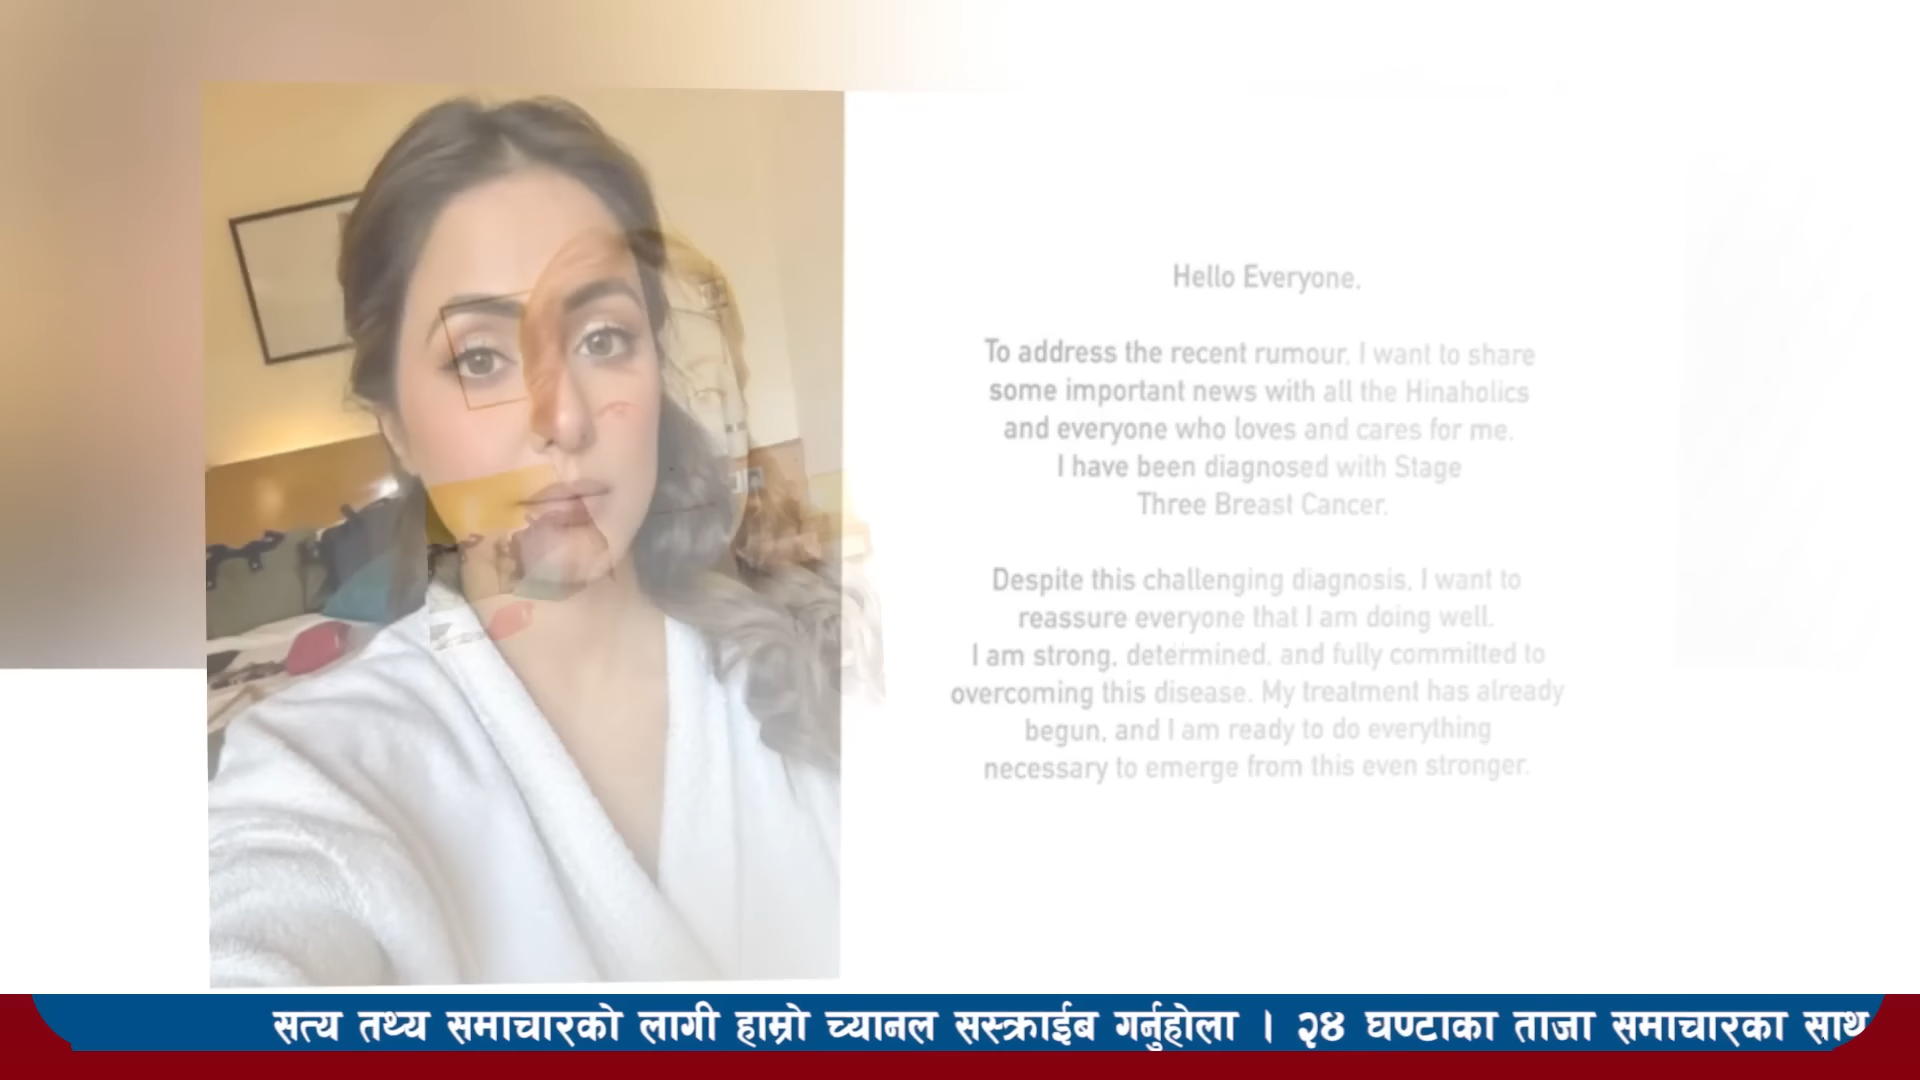 Hello Everyone,
To address the recent rumour, I want to share
some important news with all the Hinaholics
and everyone who loves and cares for me.
I have been diagnosed with Stage
Three Breast Cancer.
Despite this challenging diagnosis, I want to
reassure everyone that I am doing well.
I am strong, determined, and fully committed to
overcoming this disease. My treatment has already
begun, and I am ready to do everything
necessary to emerge from this even stronger.
सत्य तथ्य समाचारको लागी हाम्रो च्यानल सस्क्राईब गर्नुहोला । २४ घण्टाका ताजा समाचारका साथ